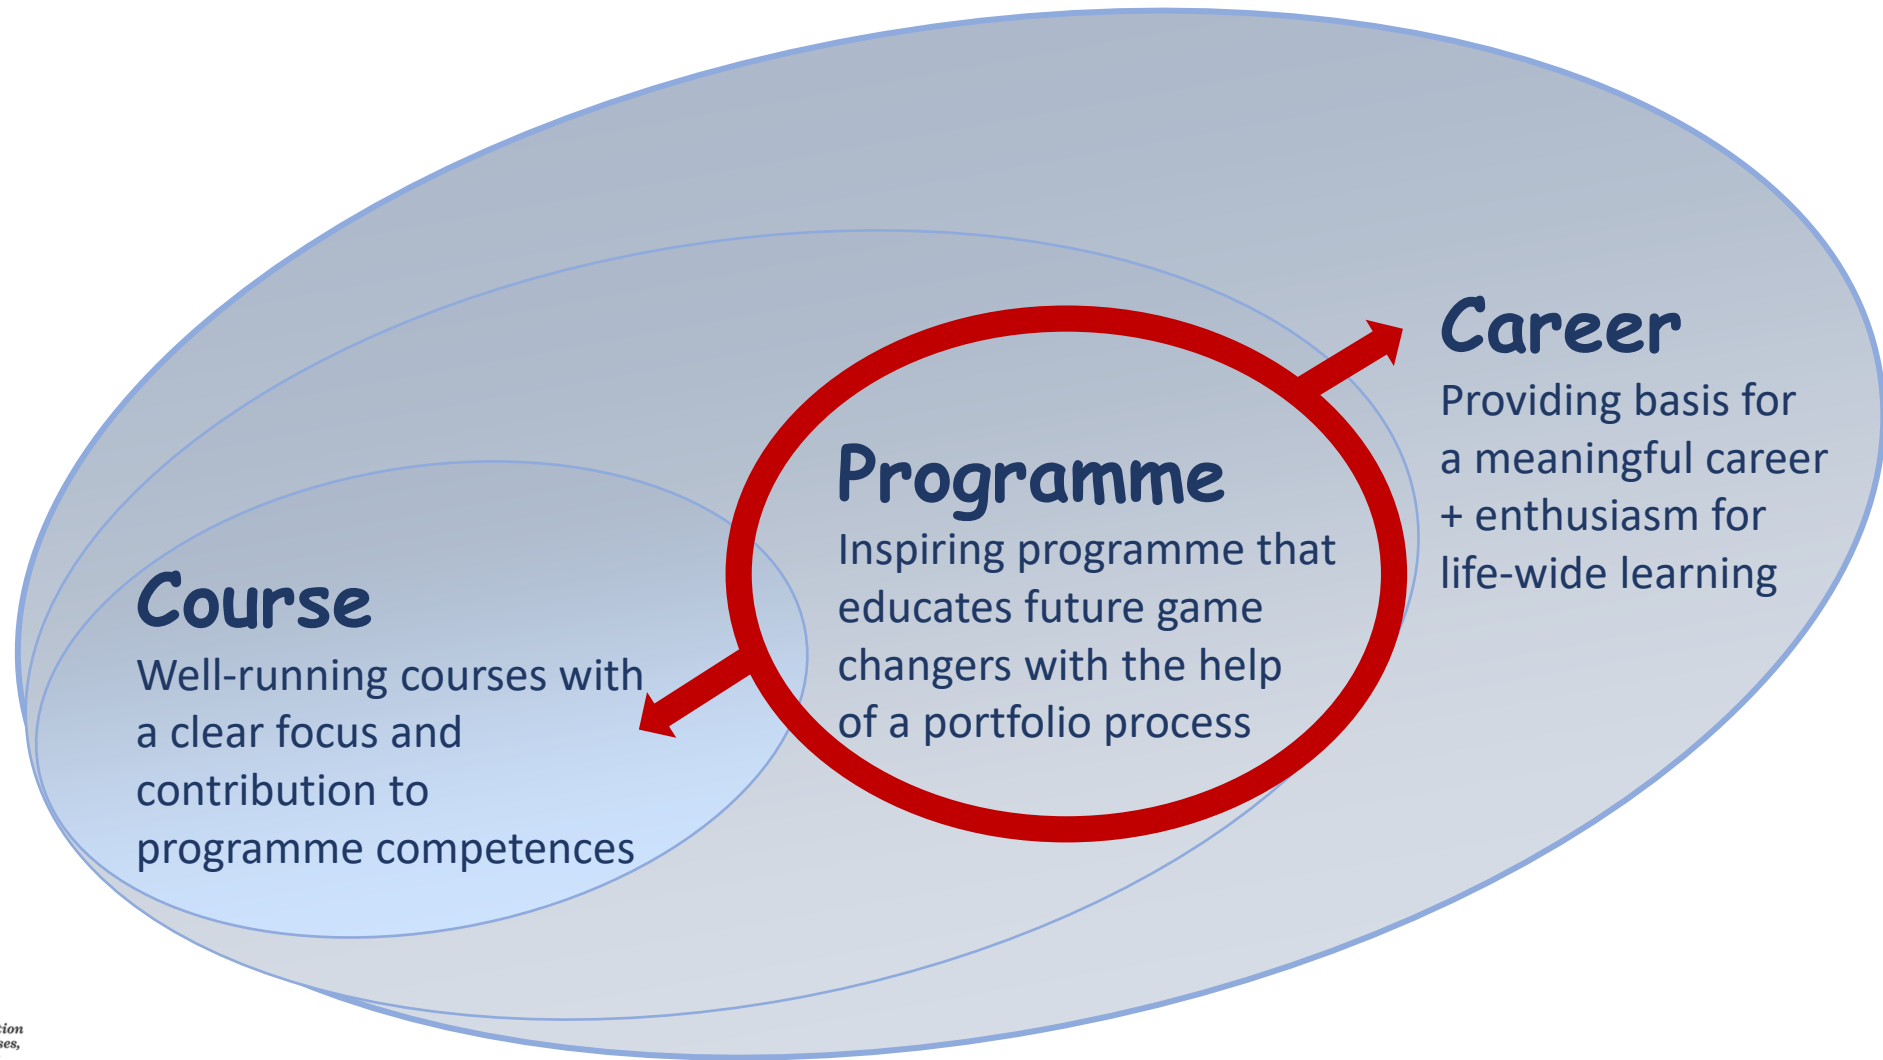 Career
Providing basis for
a meaningful career
+ enthusiasm for
life-wide learning
Programme
Inspiring programme that
educates future game
changers with the help
of a portfolio process
Course
Well-running courses with
a clear focus and
contribution to
programme competences